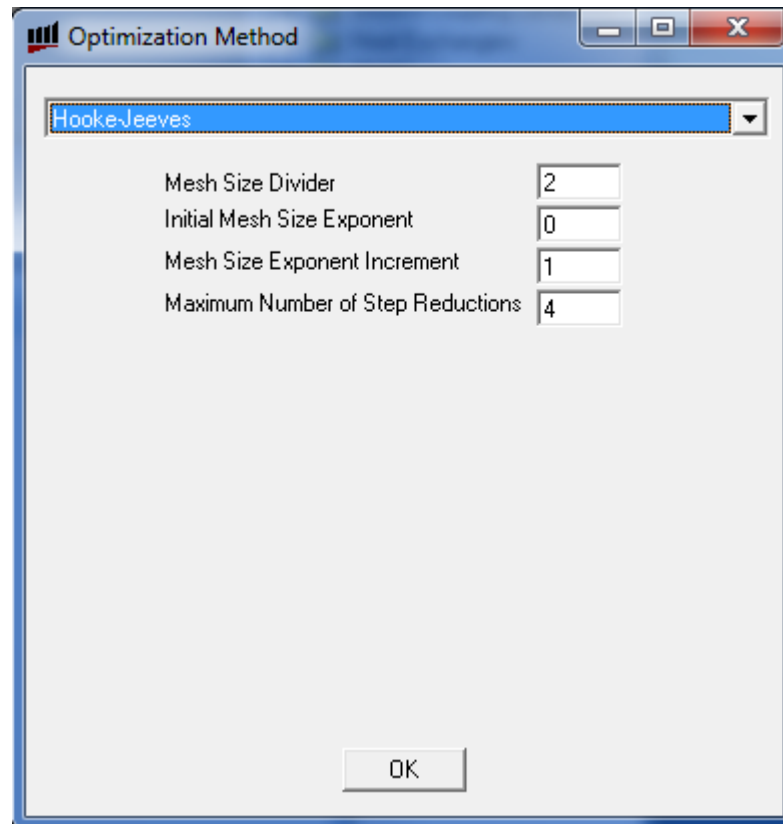 Optimization Method
Hooke-Jeeves
Mesh Size Divider 2
Initial Mesh Size Exponent 0
Mesh Size Exponent Increment 1
Maximum Number of Step Reductions 4
OK